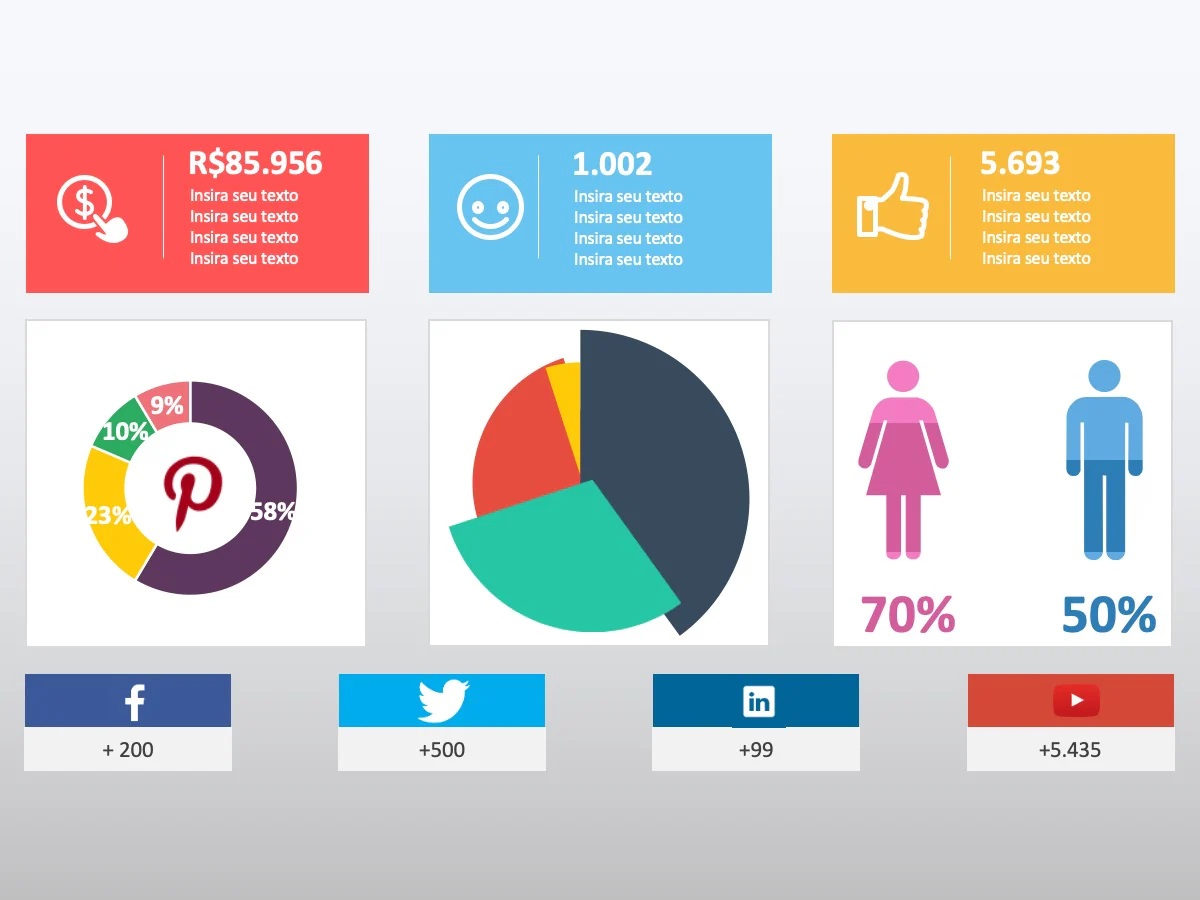 R$85.956
Insira seu texto
Insira seu texto
Insira seu texto
Insira seu texto
1.002
Insira seu texto
Insira seu texto
Insira seu texto
Insira seu texto
5.693
Insira seu texto
Insira seu texto
Insira seu texto
Insira seu texto
9%
10%
23%
58%
70%
50%
in
+ 200
+500
+99
+5.435